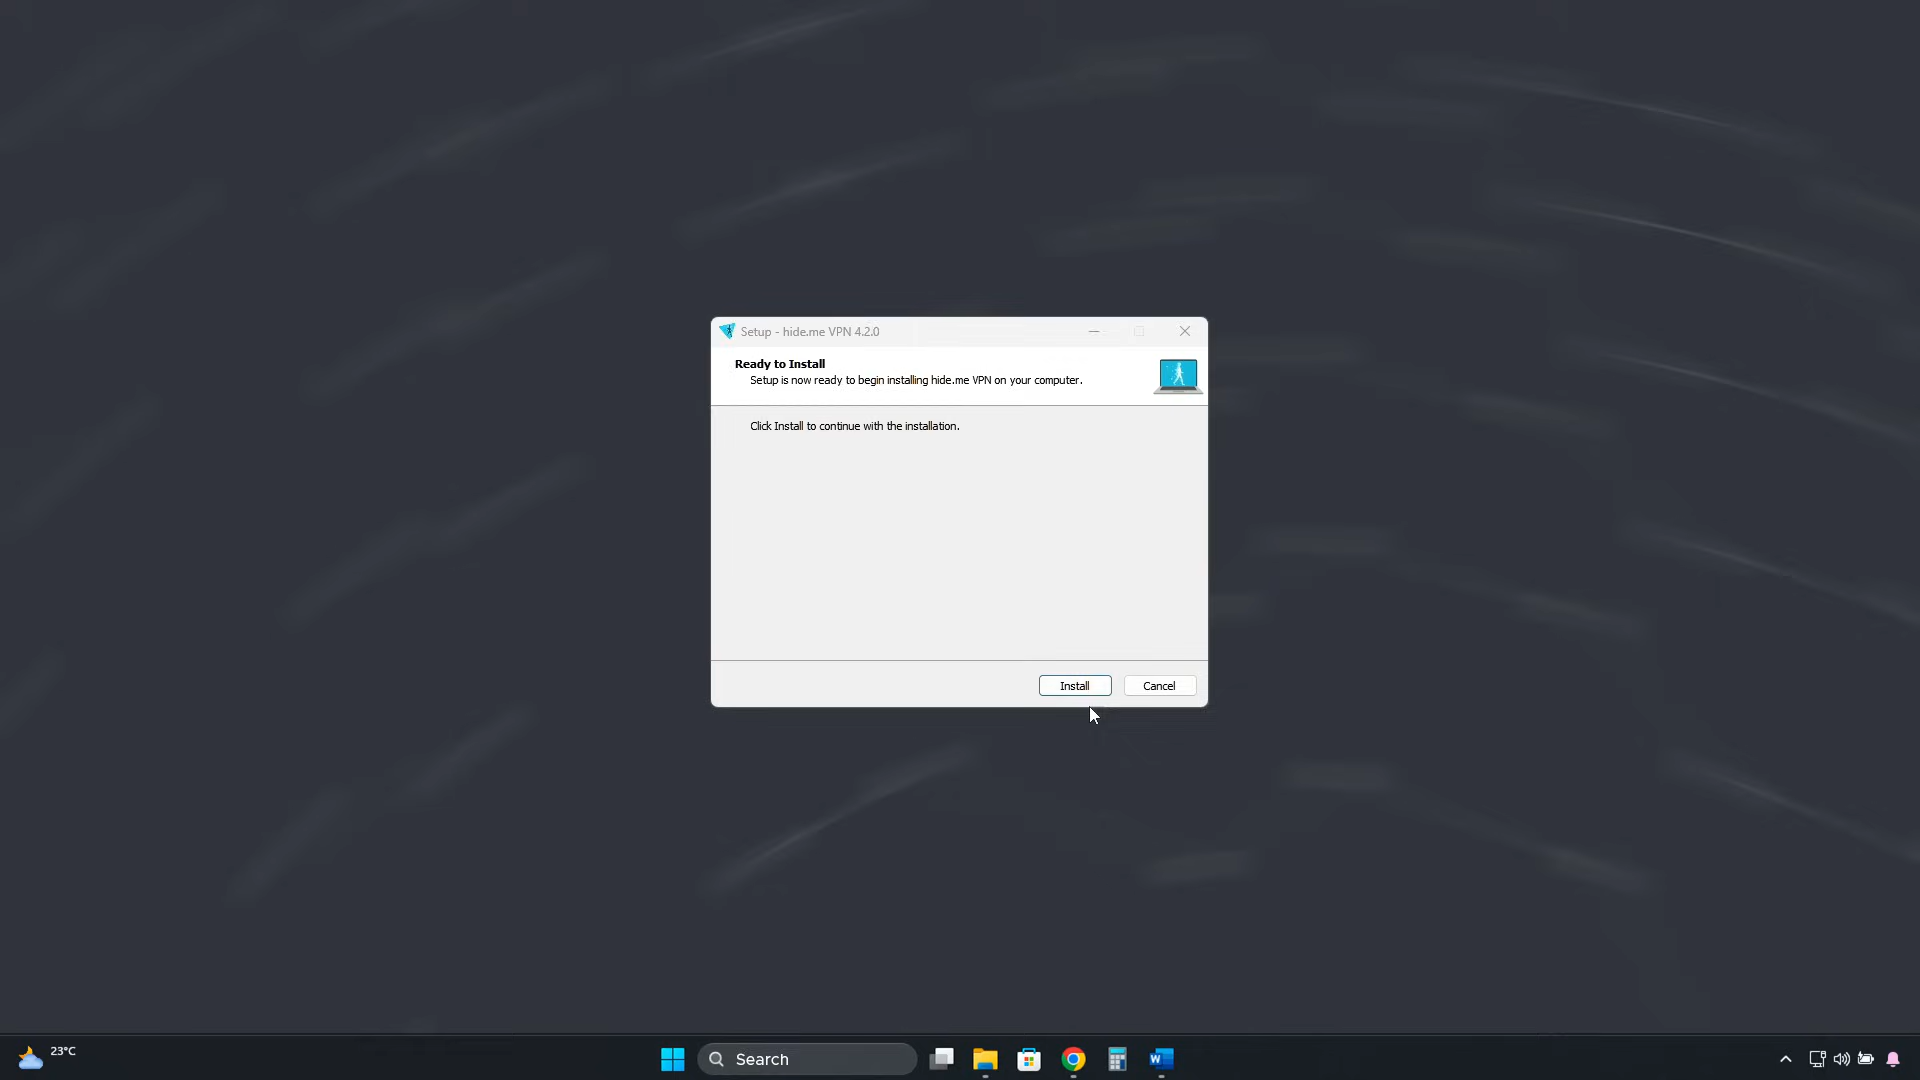 Setup - hide.me VPN 4.2.0
Ready to Install
Setup is now ready to begin installing hide.me VPN on your computer.
Click Install to continue with the installation.
Install
Cancel
23°C
Search